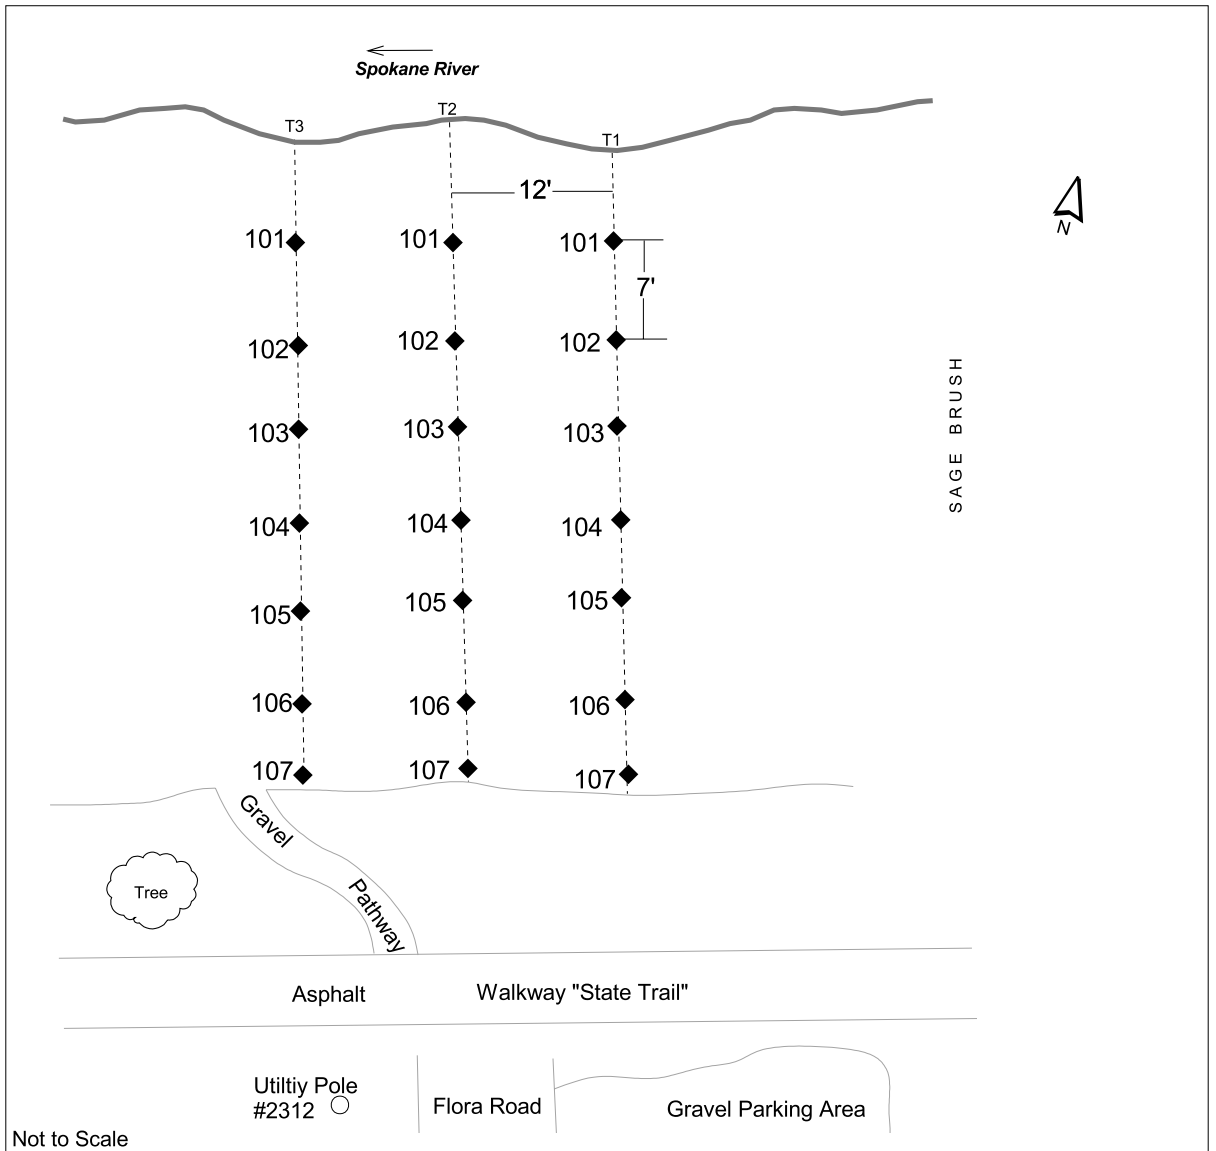 Spokane River
T3
T2
T1
12'
101
101
101
7'
102
102
102
103
103
103
104
104
104
105
105
105
106
106
106
107
107
107
N
SAGE BRUSH
Gravel
Pathway
Tree
Asphalt
Walkway "State Trail"
Utiltiy Pole
#2312
Flora Road
Gravel Parking Area
Not to Scale